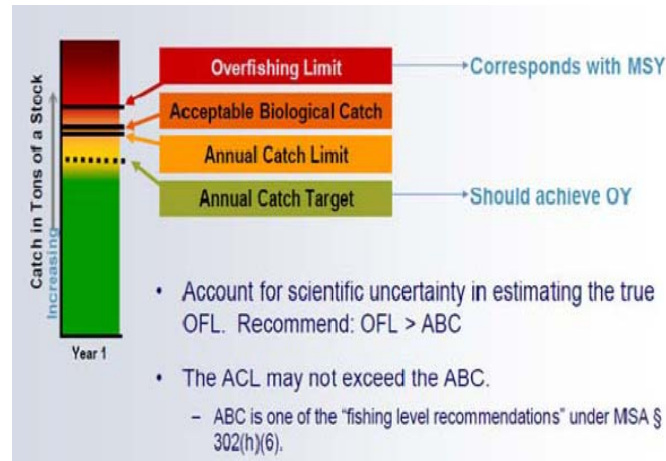 Catch in Tons of a Stock
Increasing
Overfishing Limit
Corresponds with MSY
Acceptable Biological Catch
Annual Catch Limit
Annual Catch Target
Should achieve OY
Year 1
• Account for scientific uncertainty in estimating the true
OFL. Recommend: OFL > ABC
• The ACL may not exceed the ABC.
– ABC is one of the "fishing level recommendations" under MSA §
302(h)(6).